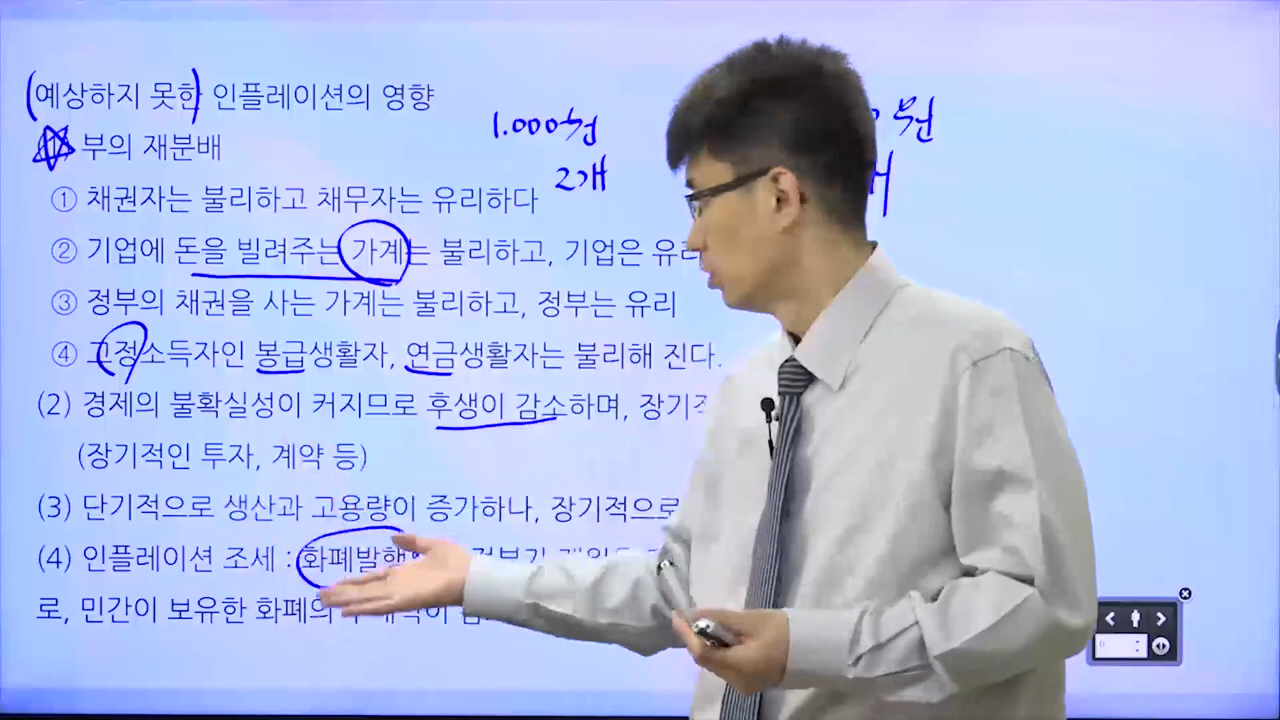 (예상하지 못한) 인플레이션의 영향
1.000원
원
부의 재분배
2개
① 채권자는 불리하고 채무자는 유리하다
② 기업에 돈을 빌려주는 가계는 불리하고, 기업은 유리
③ 정부의 채권을 사는 가계는 불리하고, 정부는 유리
④ 고정소득자인 봉급생활자, 연금생활자는 불리해 진다.
(2) 경제의 불확실성이 커지므로 후생이 감소하며,
(장기적인 투자, 계약 등)
(3) 단기적으로 생산과 고용량이 증가하나, 장기적으로
(4) 인플레이션 조세 : 화폐발행
로, 민간이 보유한 화폐의
6